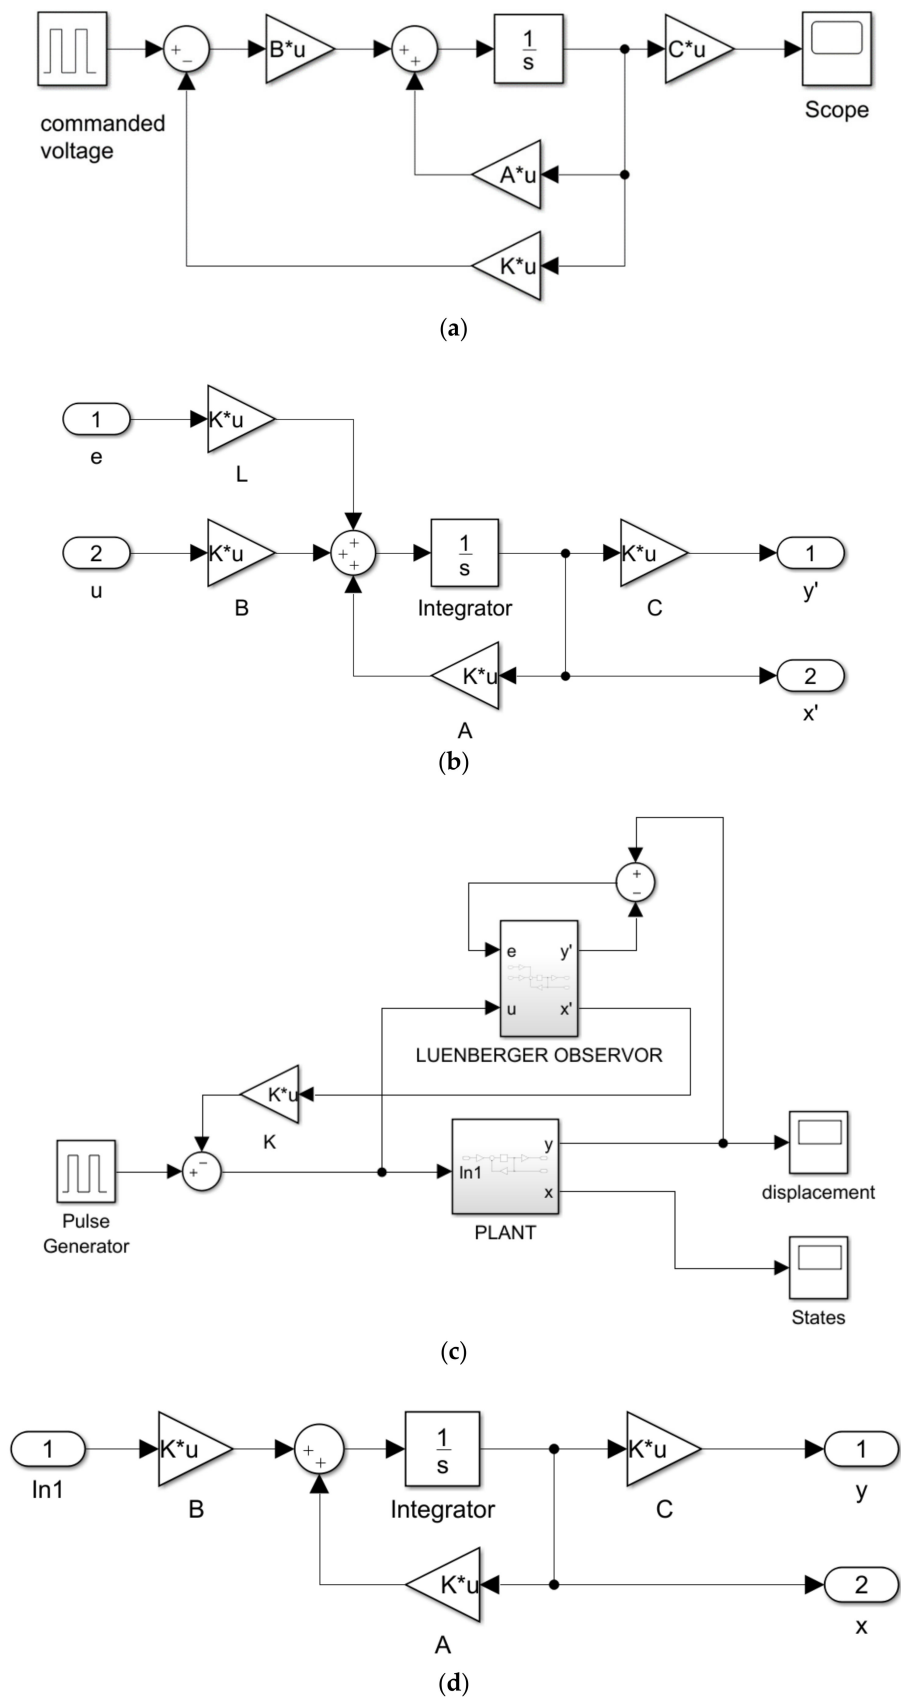 +
−
B*u
+
+
1
s
C*u
Scope
commanded
voltage
A*u
K*u
(a)
1
e
K*u
L
2
u
K*u
B
+
+
+
1
s
Integrator
K*u
C
1
y'
K*u
A
2
x'
(b)
+
−
e
y'
u
x'
LUENBERGER OBSERVOR
K*u
K
+
−
Pulse
Generator
In1
y
x
PLANT
displacement
States
(c)
1
In1
K*u
B
+
+
1
s
Integrator
K*u
C
1
y
K*u
A
2
x
(d)